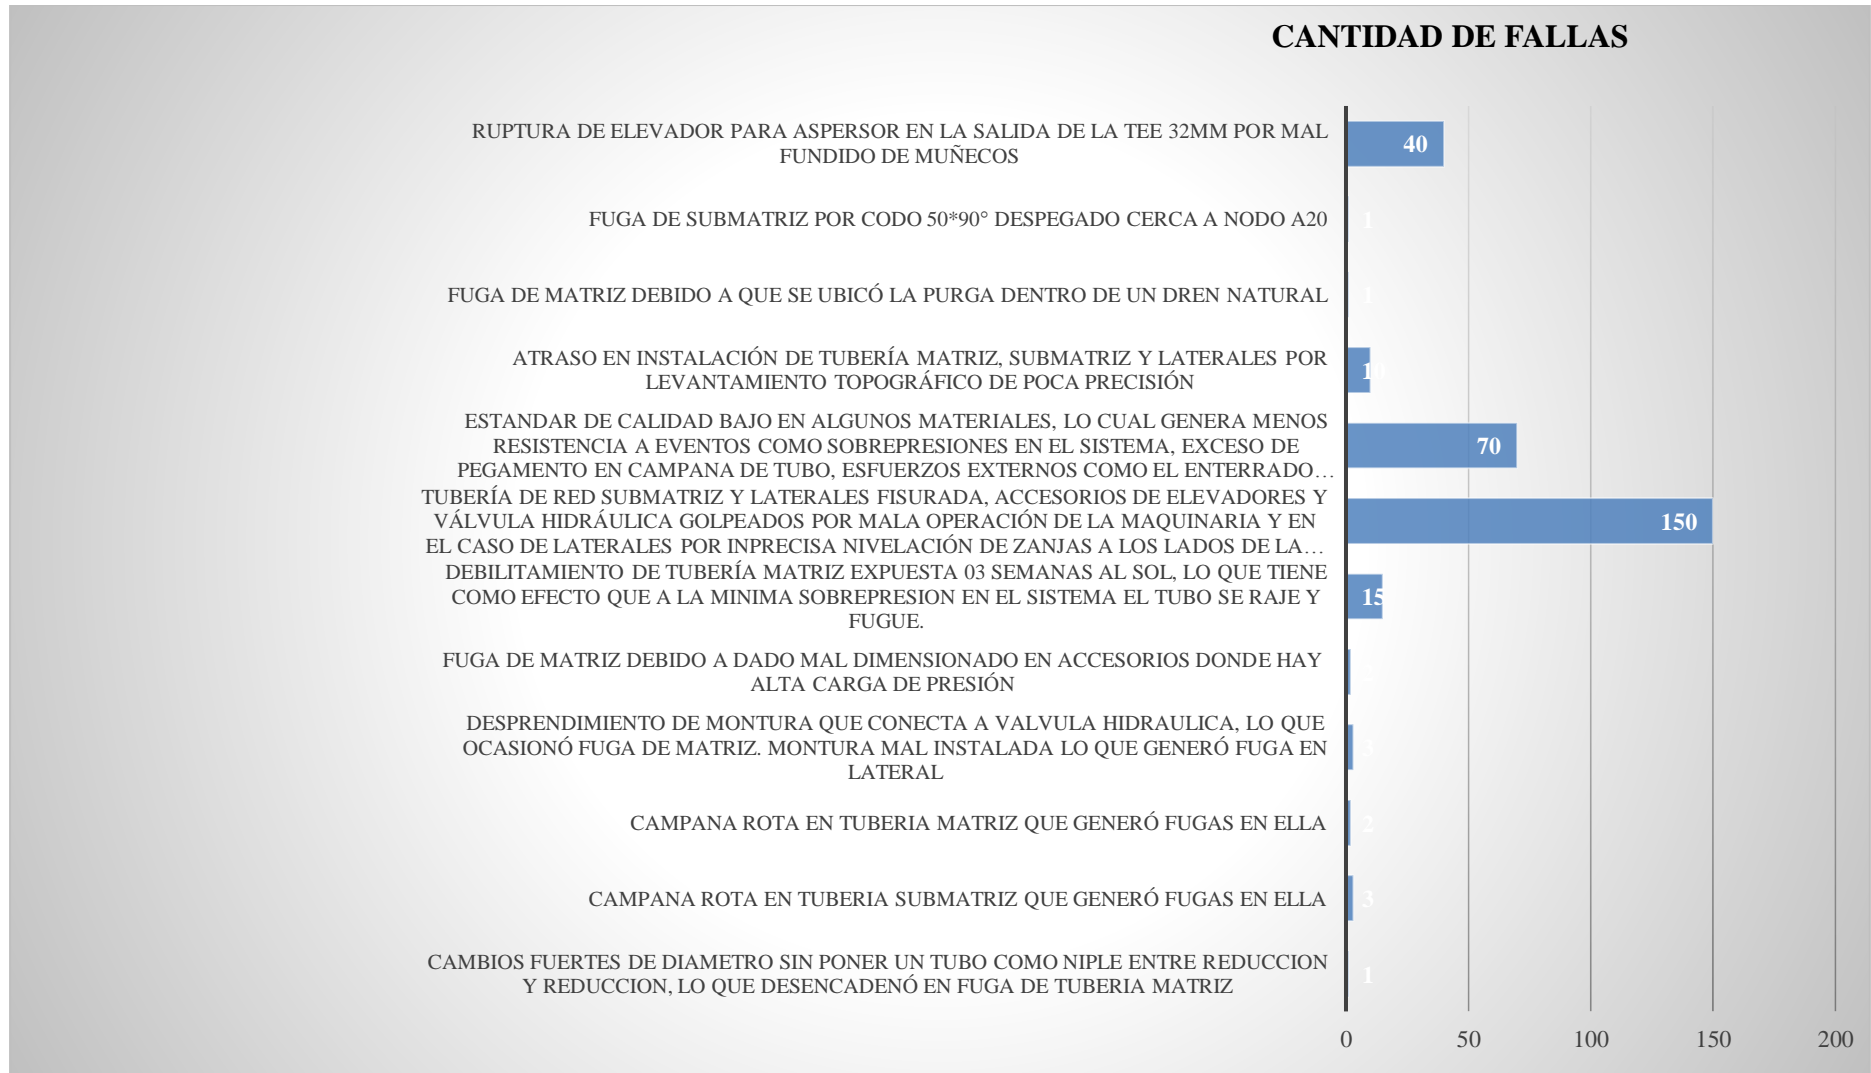 CANTIDAD DE FALLAS
RUPTURA DE ELEVADOR PARA ASPERSOR EN LA SALIDA DE LA TEE 32MM POR MAL
FUNDIDO DE MUÑECOS
40
FUGA DE SUBMATRIZ POR CODO 50*90° DESPEGADO CERCA A NODO A20
1
FUGA DE MATRIZ DEBIDO A QUE SE UBICÓ LA PURGA DENTRO DE UN DREN NATURAL
1
ATRASO EN INSTALACIÓN DE TUBERÍA MATRIZ, SUBMATRIZ Y LATERALES POR
LEVANTAMIENTO TOPOGRÁFICO DE POCA PRECISIÓN
10
ESTANDAR DE CALIDAD BAJO EN ALGUNOS MATERIALES, LO CUAL GENERA MENOS
RESISTENCIA A EVENTOS COMO SOBREPRESIONES EN EL SISTEMA, EXCESO DE
PEGAMENTO EN CAMPANA DE TUBO, ESFUERZOS EXTERNOS COMO EL ENTERRADO…
70
TUBERÍA DE RED SUBMATRIZ Y LATERALES FISURADA, ACCESORIOS DE ELEVADORES Y
VÁLVULA HIDRÁULICA GOLPEADOS POR MALA OPERACIÓN DE LA MAQUINARIA Y EN
EL CASO DE LATERALES POR INPRECISA NIVELACIÓN DE ZANJAS A LOS LADOS DE LA…
150
DEBILITAMIENTO DE TUBERÍA MATRIZ EXPUESTA 03 SEMANAS AL SOL, LO QUE TIENE
COMO EFECTO QUE A LA MINIMA SOBREPRESION EN EL SISTEMA EL TUBO SE RAJE Y
FUGUE.
15
FUGA DE MATRIZ DEBIDO A DADO MAL DIMENSIONADO EN ACCESORIOS DONDE HAY
ALTA CARGA DE PRESIÓN
2
DESPRENDIMIENTO DE MONTURA QUE CONECTA A VALVULA HIDRAULICA, LO QUE
OCASIONÓ FUGA DE MATRIZ. MONTURA MAL INSTALADA LO QUE GENERÓ FUGA EN
LATERAL
3
CAMPANA ROTA EN TUBERIA MATRIZ QUE GENERÓ FUGAS EN ELLA
2
CAMPANA ROTA EN TUBERIA SUBMATRIZ QUE GENERÓ FUGAS EN ELLA
3
CAMBIOS FUERTES DE DIAMETRO SIN PONER UN TUBO COMO NIPLE ENTRE REDUCCION
Y REDUCCION, LO QUE DESENCADENÓ EN FUGA DE TUBERIA MATRIZ
1
0 50 100 150 200